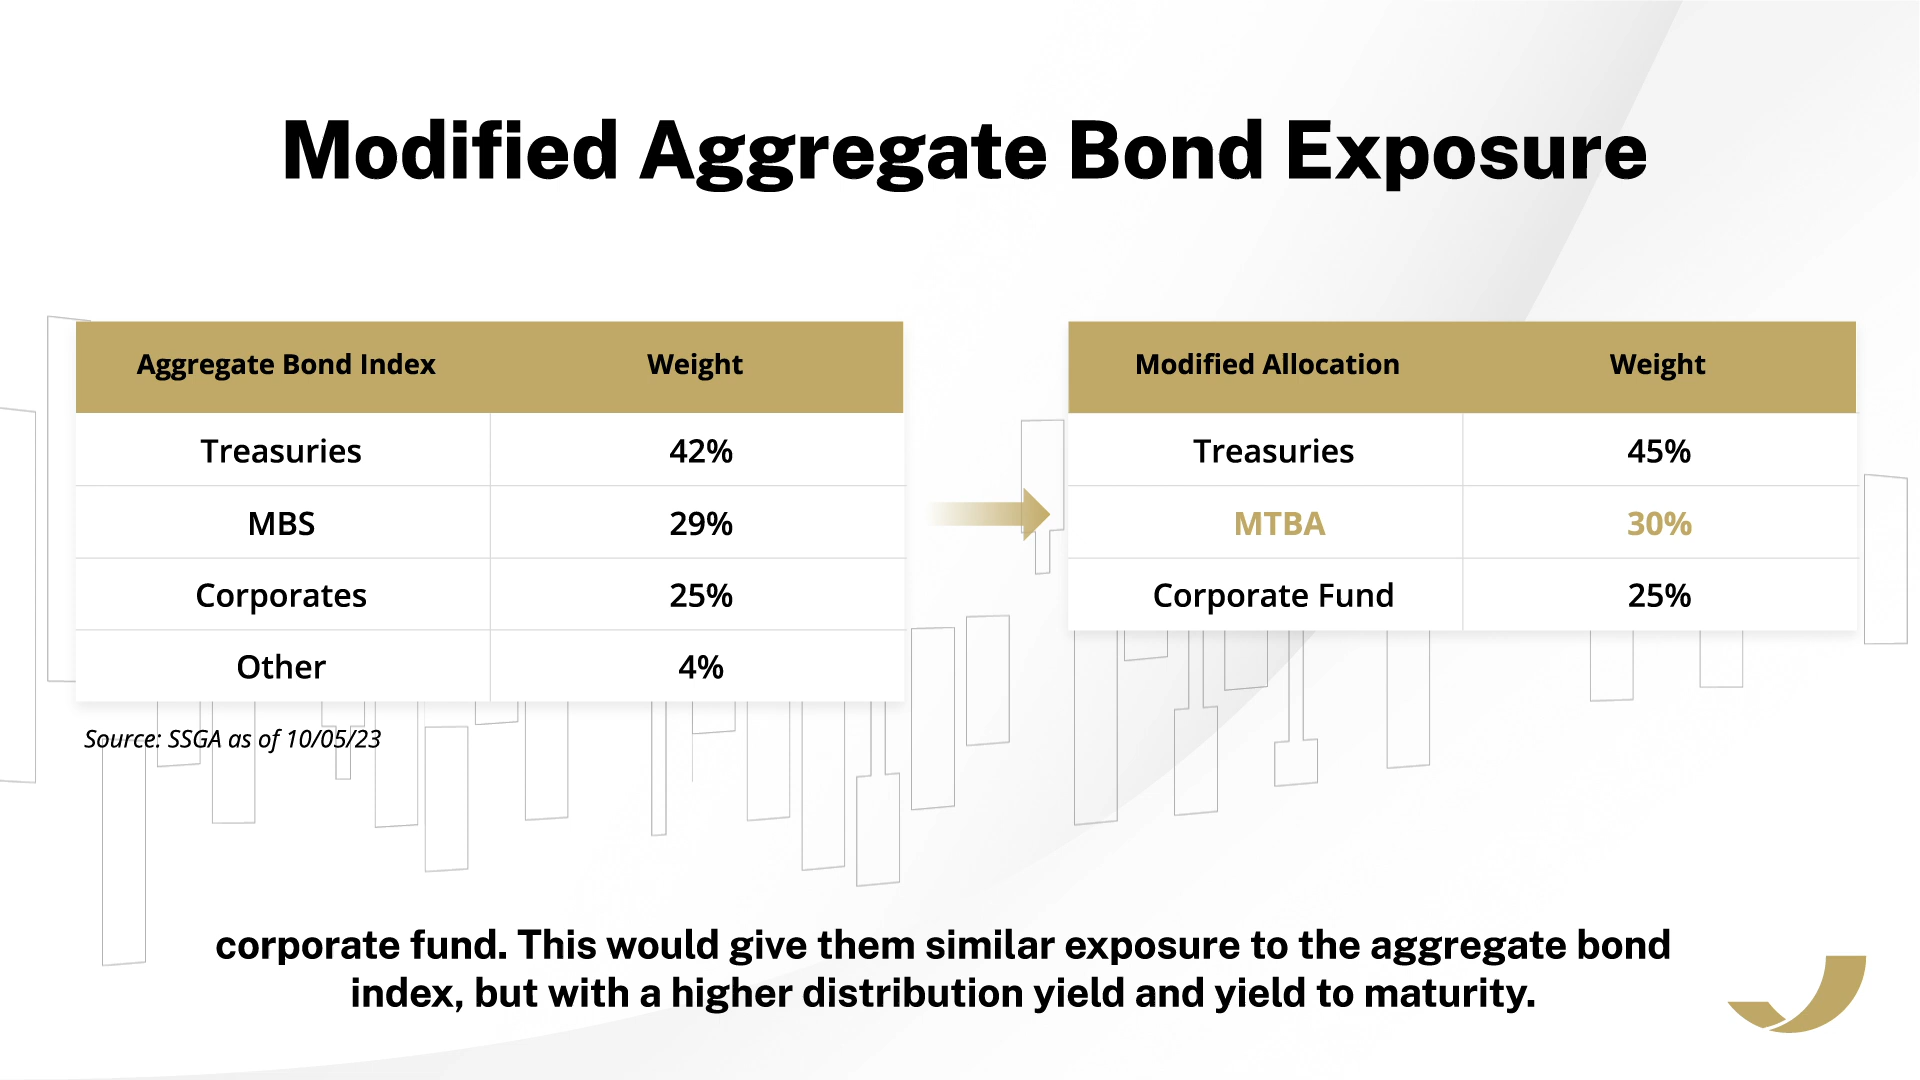 Modified Aggregate Bond Exposure
Aggregate Bond Index Weight
Treasuries 42%
MBS 29%
Corporates 25%
Other 4%
Source: SSGA as of 10/05/23
Modified Allocation Weight
Treasuries 45%
MTBA 30%
Corporate Fund 25%
corporate fund. This would give them similar exposure to the aggregate bond
index, but with a higher distribution yield and yield to maturity.